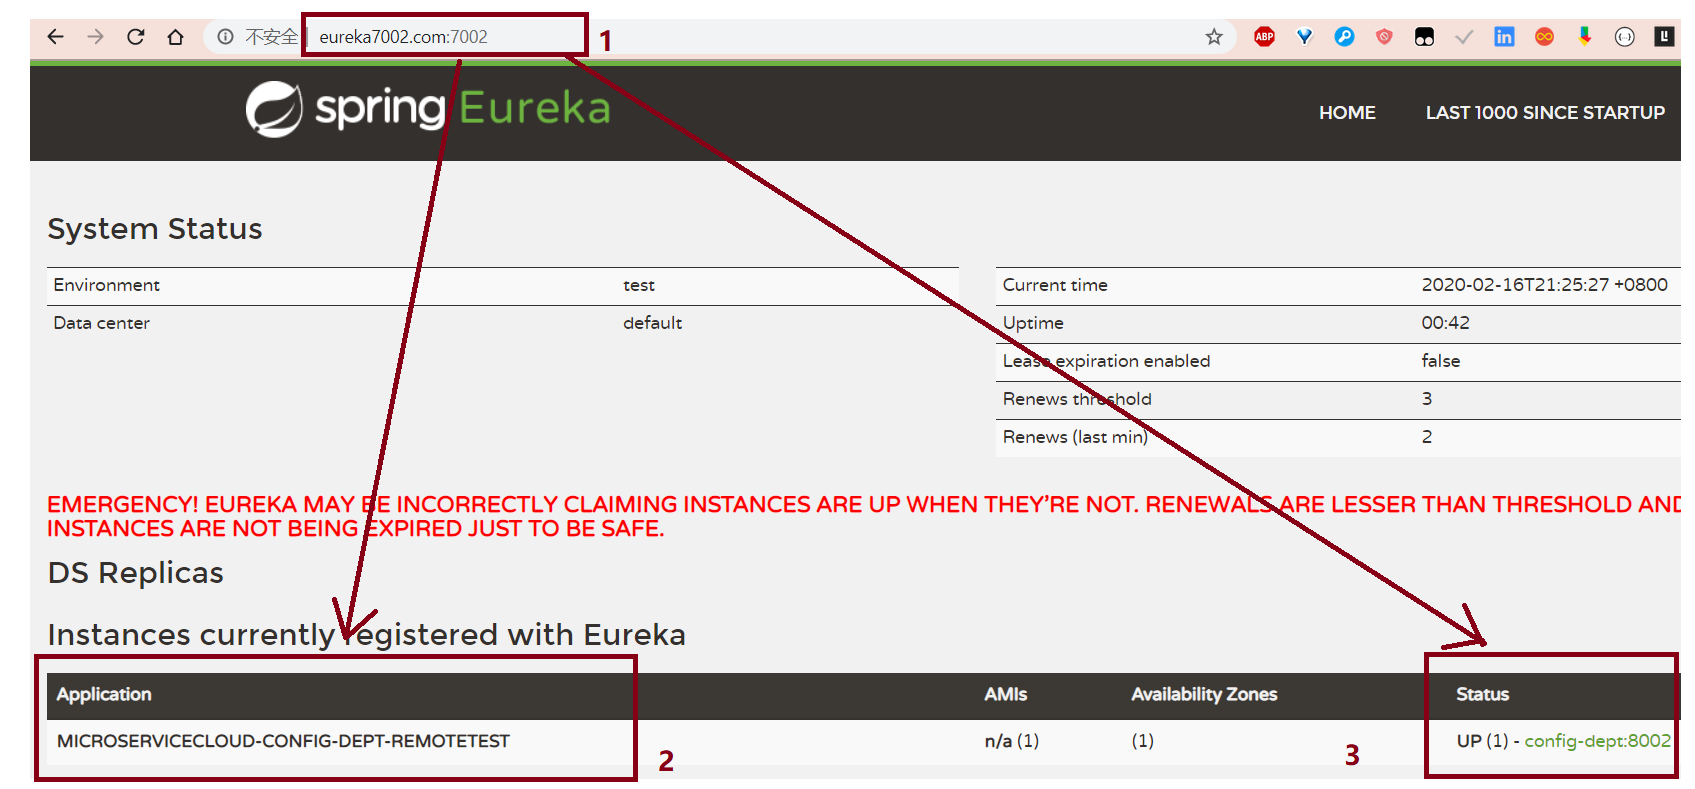 不安全 eureka7002.com:7002 1
ABP in {··}
spring Eureka HOME LAST 1000 SINCE STARTUP
System Status
Environment test Current time 2020-02-16T21:25:27 +0800
Data center default Uptime 00:42
Lease expiration enabled false
Renews threshold 3
Renews (last min) 2
EMERGENCY! EUREKA MAY BE INCORRECTLY CLAIMING INSTANCES ARE UP WHEN THEY'RE NOT. RENEWALS ARE LESSER THAN THRESHOLD AND
INSTANCES ARE NOT BEING EXPIRED JUST TO BE SAFE.
DS Replicas
Instances currently registered with Eureka
Application AMIs Availability Zones Status
MICROSERVICECLOUD-CONFIG-DEPT-REMOTETEST n/a (1) (1) UP (1) - config-dept:8002
2 3